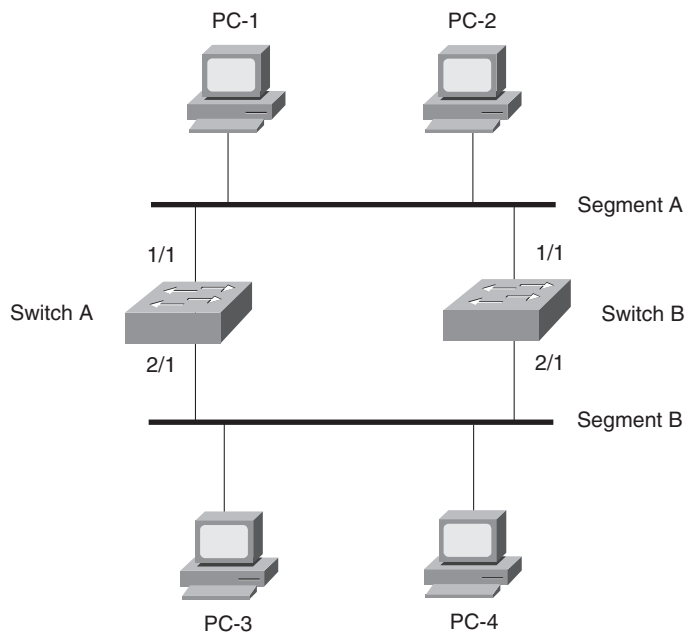 PC-1
PC-2
Segment A
1/1
1/1
Switch A
Switch B
2/1
2/1
Segment B
PC-3
PC-4